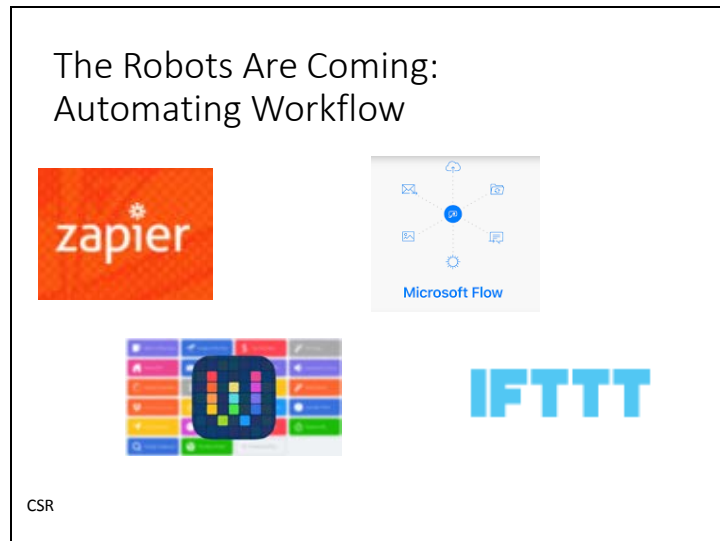 The Robots Are Coming:
Automating Workflow
zapier
Microsoft Flow
IFTTT
CSR